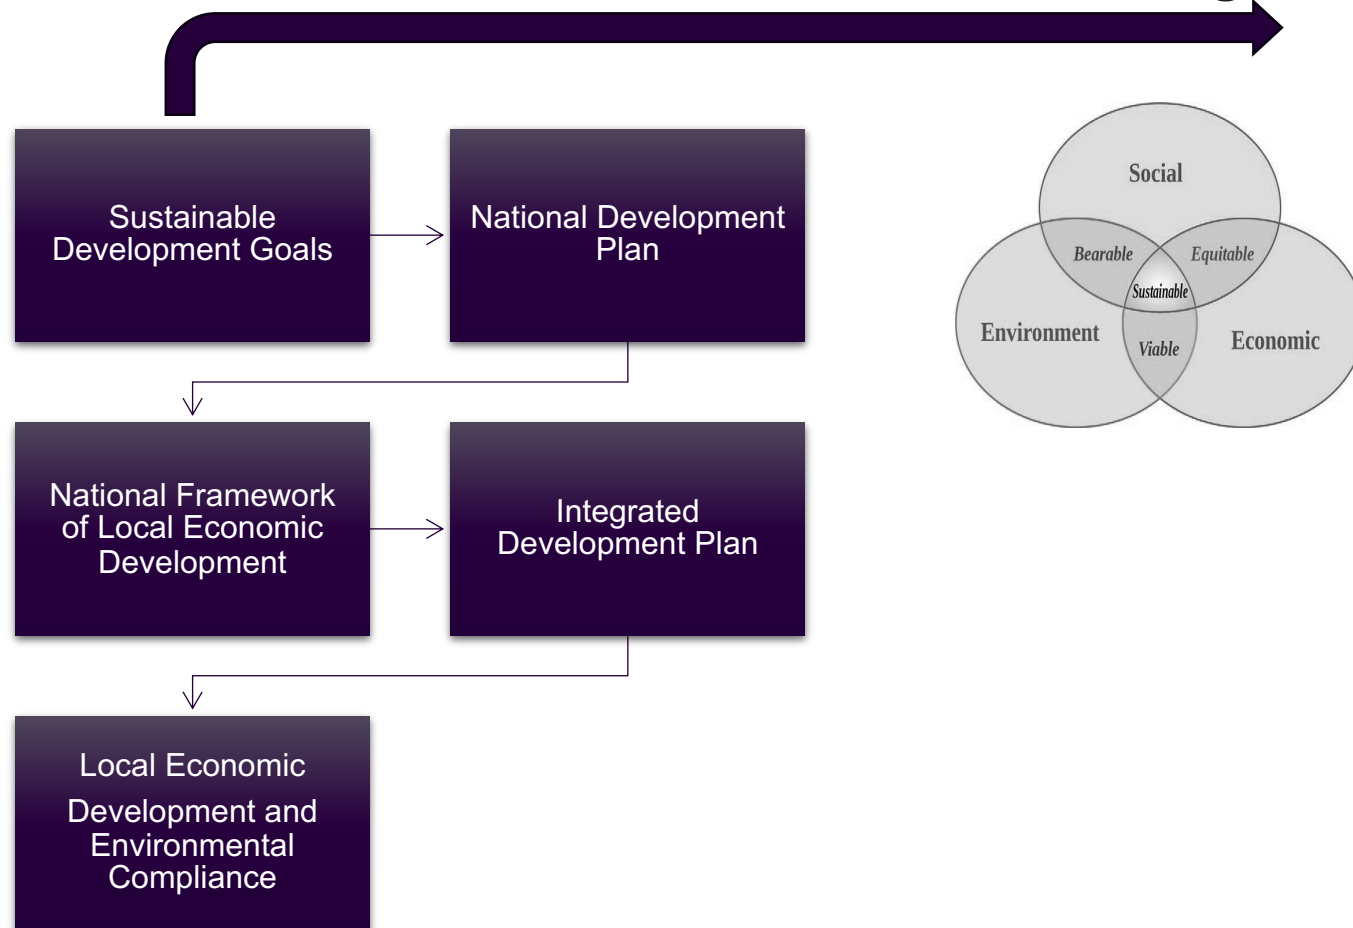 Sustainable
Development Goals
National Development
Plan
National Framework
of Local Economic
Development
Integrated
Development Plan
Local Economic
Development and
Environmental
Compliance
Social
Bearable
Equitable
Sustainable
Environment
Viable
Economic